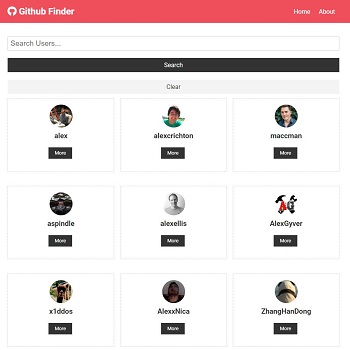 Github Finder
Home About
Search Users...
Search
Clear
alex alexcrichton maccman
More More More
aspindle alexellis AlexGyver
More More More
x1ddos AlexxNica ZhangHanDong
More More More